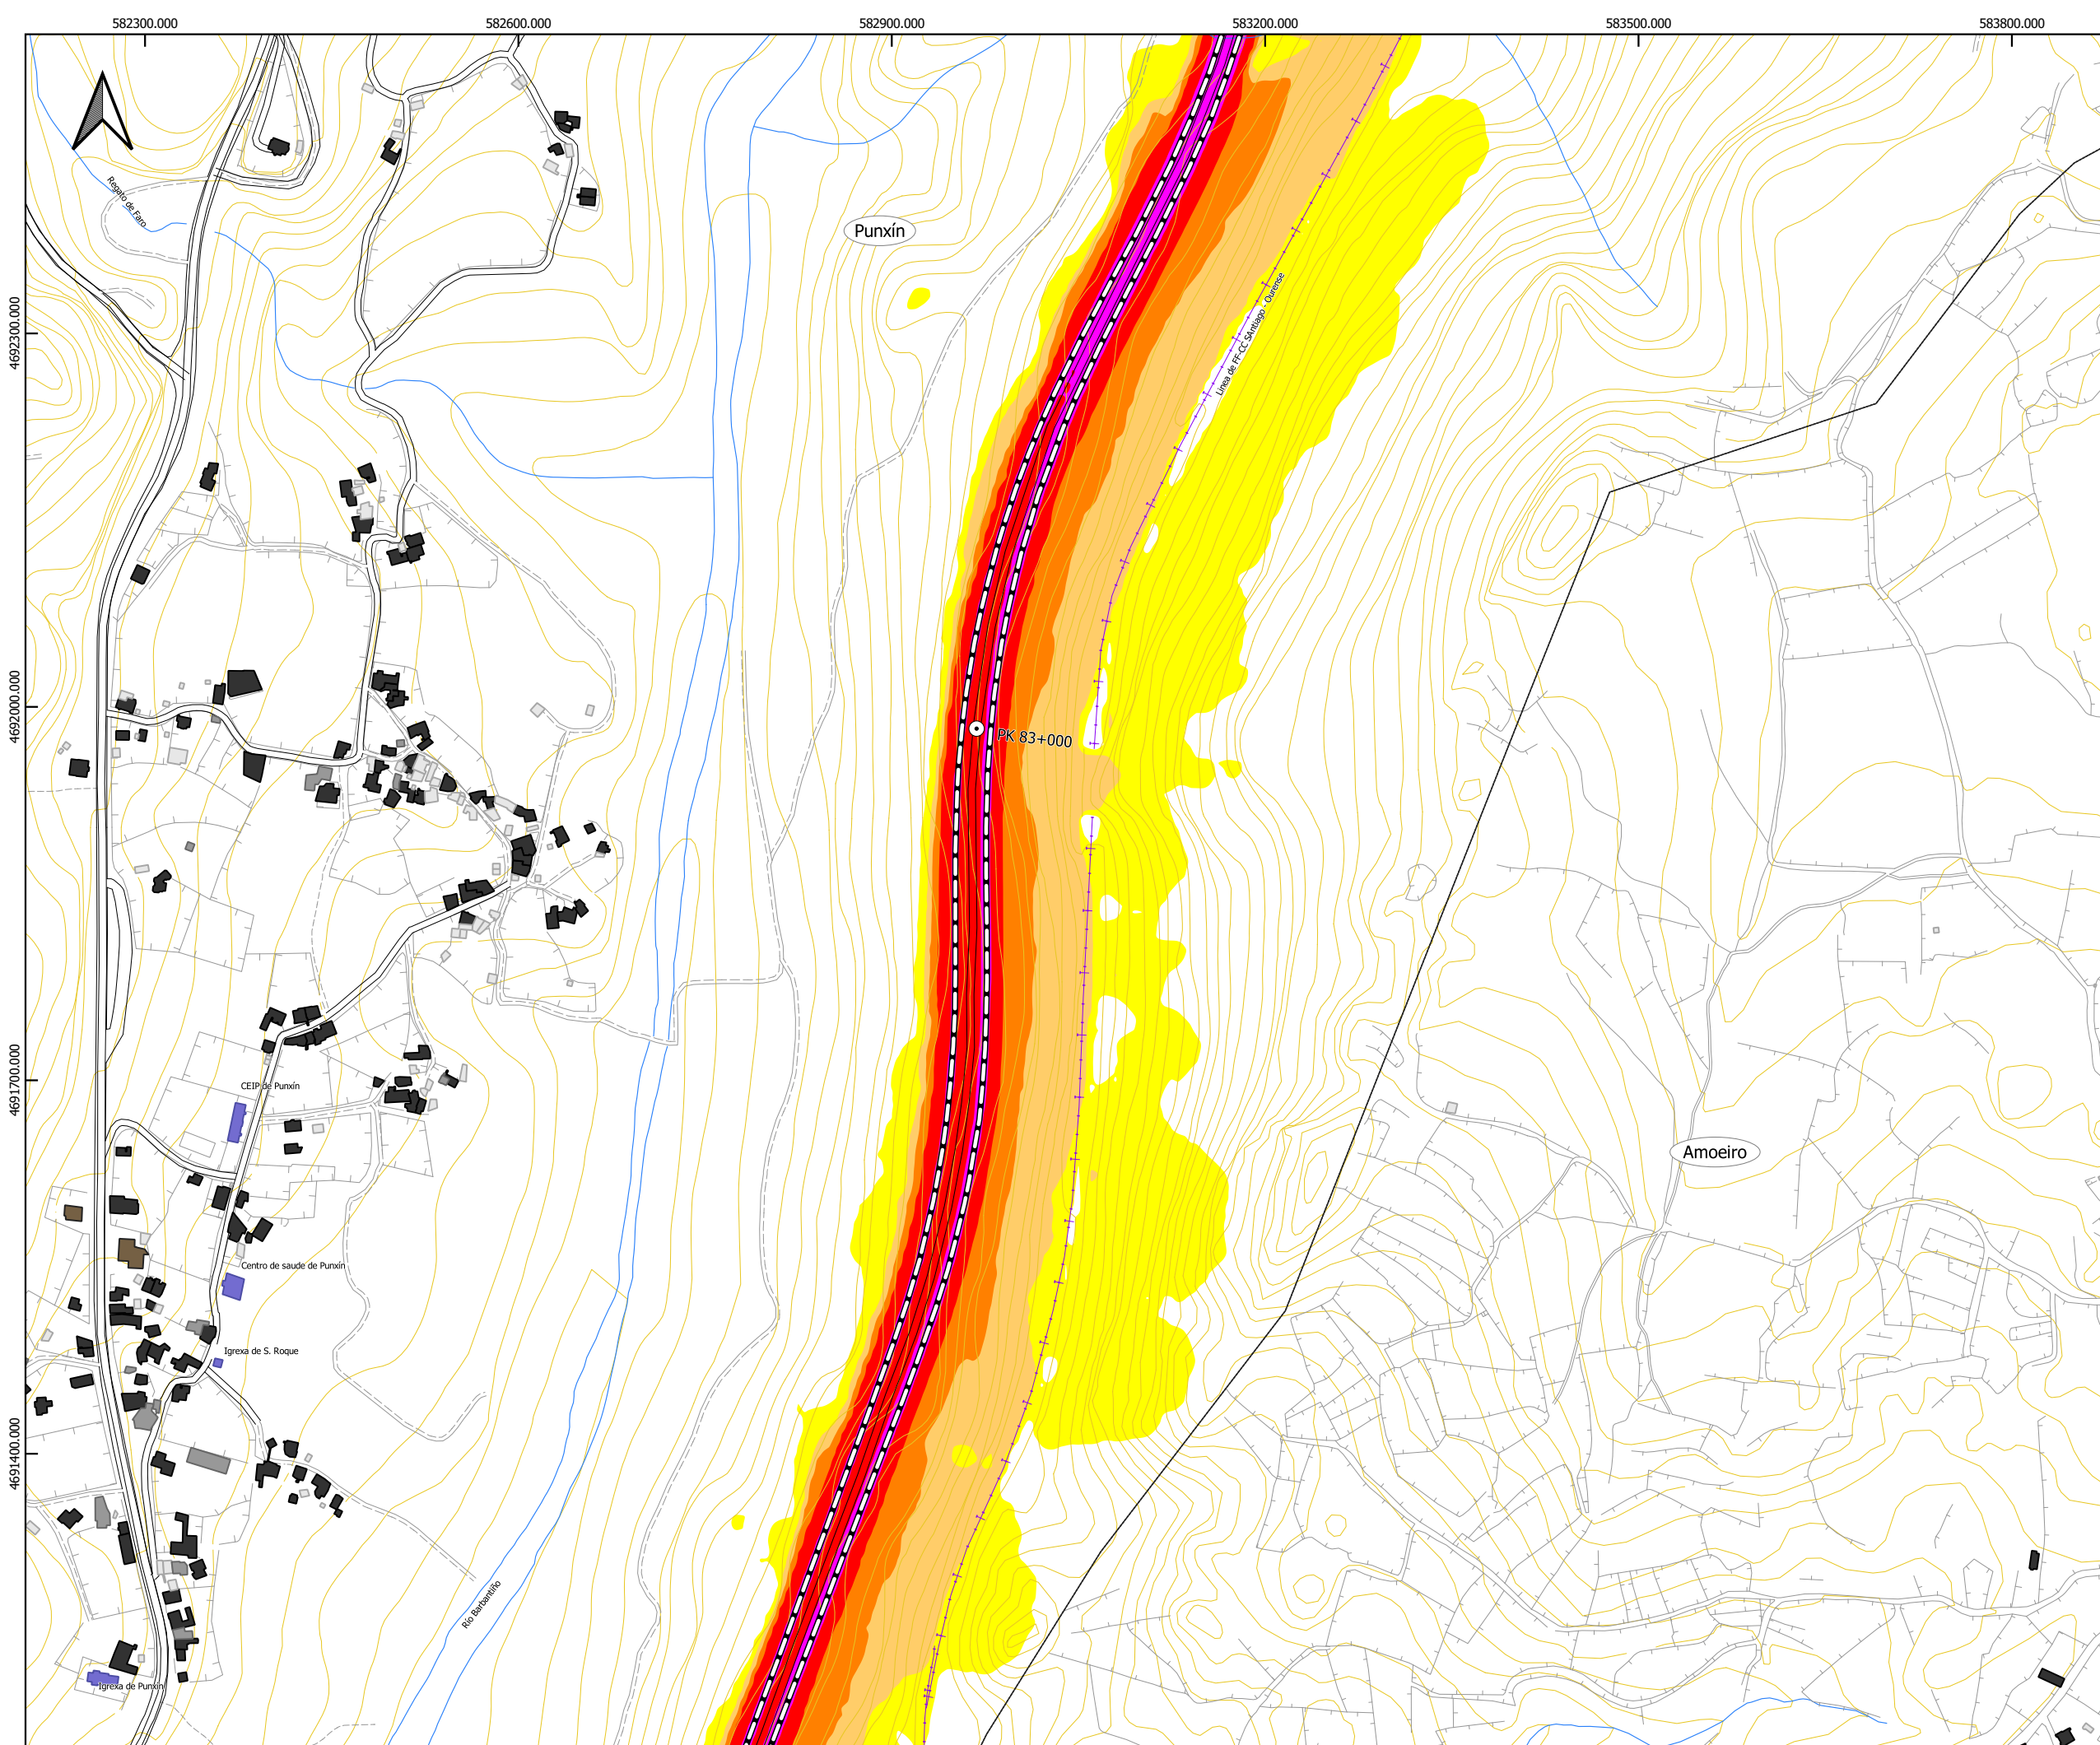 582300.000
582600.000
582900.000
583200.000
583500.000
583800.000
4692300.000
4692000.000
4691700.000
4691400.000
Regato de Faro
Punxín
Línea de FF-CC SAntiago - Ourense
PK 83+000
CEIP de Punxín
Amoeiro
Centro de saude de Punxín
Igrexa de S. Roque
Río Barbantiño
Igrexa de Punxín